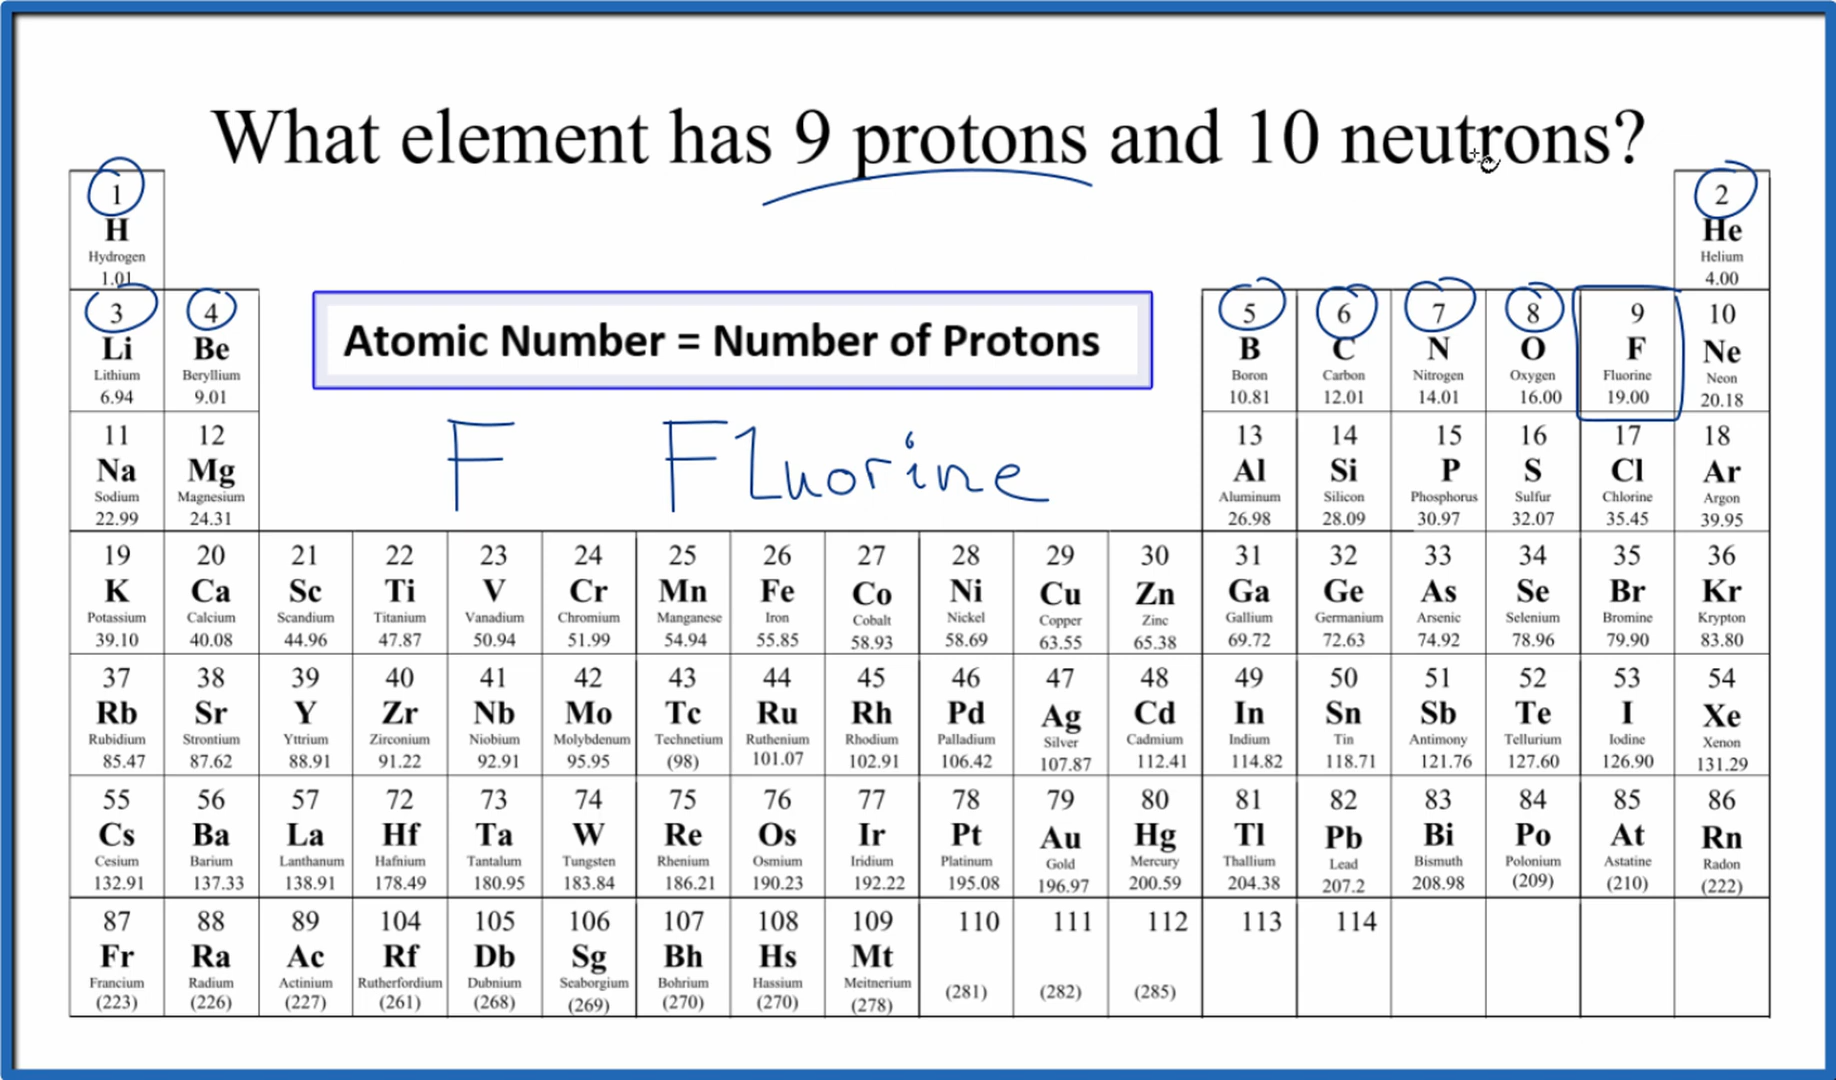 What element has 9 protons and 10 neutrons?
1 2
H He
Hydrogen Helium
1.01 4.00
Atomic Number = Number of Protons
3 4 5 6 7 8 9 10
Li Be B C N O F Ne
Lithium Beryllium Boron Carbon Nitrogen Oxygen Fluorine Neon
6.94 9.01 10.81 12.01 14.01 16.00 19.00 20.18
F Fluorine
11 12 13 14 15 16 17 18
Na Mg Al Si P S Cl Ar
Sodium Magnesium Aluminum Silicon Phosphorus Sulfur Chlorine Argon
22.99 24.31 26.98 28.09 30.97 32.07 35.45 39.95
19 20 21 22 23 24 25 26 27 28 29 30 31 32 33 34 35 36
K Ca Sc Ti V Cr Mn Fe Co Ni Cu Zn Ga Ge As Se Br Kr
Potassium Calcium Scandium Titanium Vanadium Chromium Manganese Iron Cobalt Nickel Copper Zinc Gallium Germanium Arsenic Selenium Bromine Krypton
39.10 40.08 44.96 47.87 50.94 51.99 54.94 55.85 58.93 58.69 63.55 65.38 69.72 72.63 74.92 78.96 79.90 83.80
37 38 39 40 41 42 43 44 45 46 47 48 49 50 51 52 53 54
Rb Sr Y Zr Nb Mo Tc Ru Rh Pd Ag Cd In Sn Sb Te I Xe
Rubidium Strontium Yttrium Zirconium Niobium Molybdenum Technetium Ruthenium Rhodium Palladium Silver Cadmium Indium Tin Antimony Tellurium Iodine Xenon
85.47 87.62 88.91 91.22 92.91 95.95 (98) 101.07 102.91 106.42 107.87 112.41 114.82 118.71 121.76 127.60 126.90 131.29
55 56 57 72 73 74 75 76 77 78 79 80 81 82 83 84 85 86
Cs Ba La Hf Ta W Re Os Ir Pt Au Hg Tl Pb Bi Po At Rn
Cesium Barium Lanthanum Hafnium Tantalum Tungsten Rhenium Osmium Iridium Platinum Gold Mercury Thallium Lead Bismuth Polonium Astatine Radon
132.91 137.33 138.91 178.49 180.95 183.84 186.21 190.23 192.22 195.08 196.97 200.59 204.38 207.2 208.98 (209) (210) (222)
87 88 89 104 105 106 107 108 109 110 111 112 113 114
Fr Ra Ac Rf Db Sg Bh Hs Mt
Francium Radium Actinium Rutherfordium Dubnium Seaborgium Bohrium Hassium Meitnerium
(223) (226) (227) (261) (268) (269) (270) (270) (278) (281) (282) (285)